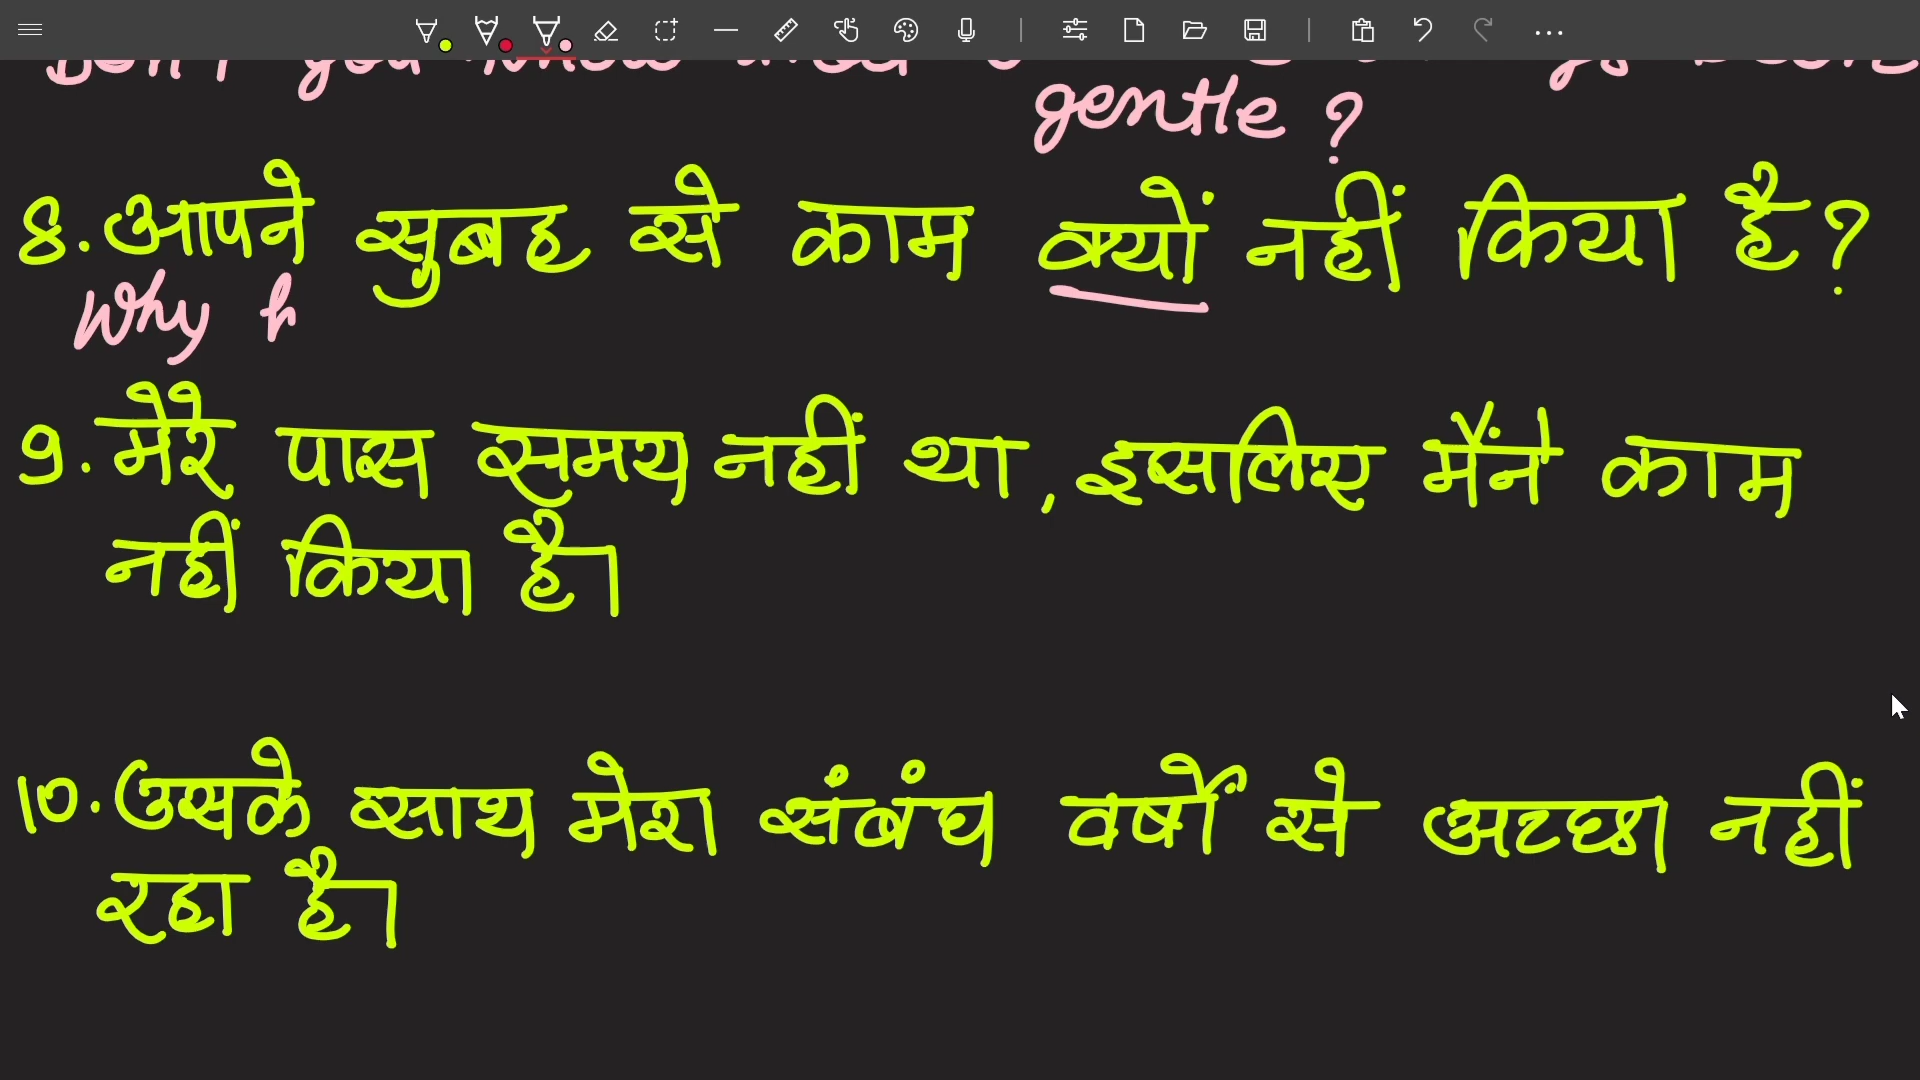 gentle ?
8. आपने सुबह से काम क्यों नहीं किया है ?
Why h
9. मेरे पास समय नहीं था, इसलिए मैंने काम
नहीं किया है।
10. उसके साथ मेरा संबंध वर्षों से अच्छा नहीं
रहा है।